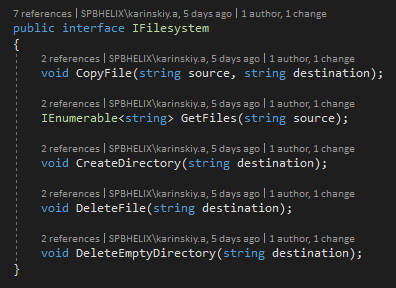 7 references | SPBHELIX\karinskiy.a, 5 days ago | 1 author, 1 change
public interface IFilesystem
{
2 references | SPBHELIX\karinskiy.a, 5 days ago | 1 author, 1 change
void CopyFile(string source, string destination);
2 references | SPBHELIX\karinskiy.a, 5 days ago | 1 author, 1 change
IEnumerable<string> GetFiles(string source);
2 references | SPBHELIX\karinskiy.a, 5 days ago | 1 author, 1 change
void CreateDirectory(string destination);
2 references | SPBHELIX\karinskiy.a, 5 days ago | 1 author, 1 change
void DeleteFile(string destination);
2 references | SPBHELIX\karinskiy.a, 5 days ago | 1 author, 1 change
void DeleteEmptyDirectory(string destination);
}